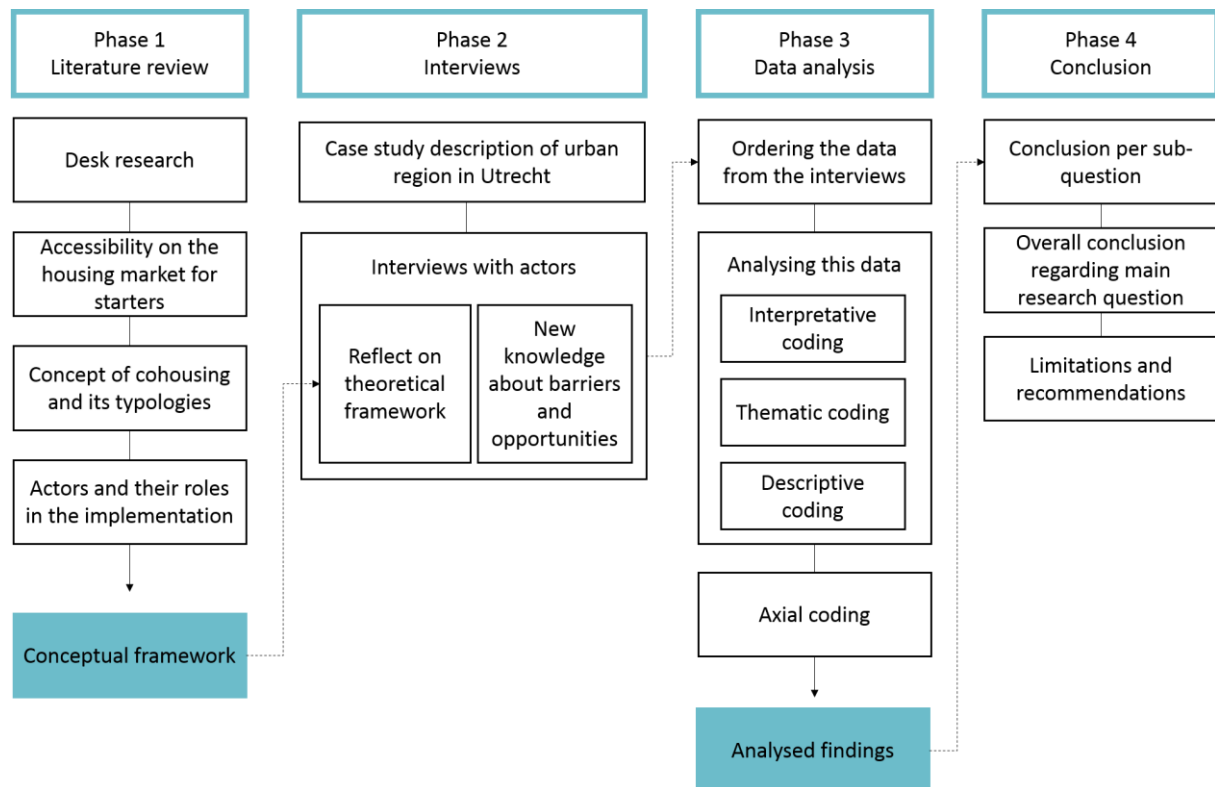 Phase 1
Literature review
Desk research
Accessibility on the
housing market for
starters
Concept of cohousing
and its typologies
Actors and their roles
in the implementation
Conceptual framework
Phase 2
Interviews
Case study description of urban
region in Utrecht
Interviews with actors
Reflect on
theoretical
framework
New
knowledge
about barriers
and
opportunities
Phase 3
Data analysis
Ordering the data
from the interviews
Analysing this data
Interpretative
coding
Thematic coding
Descriptive
coding
Axial coding
Analysed findings
Phase 4
Conclusion
Conclusion per sub-
question
Overall conclusion
regarding main
research question
Limitations and
recommendations